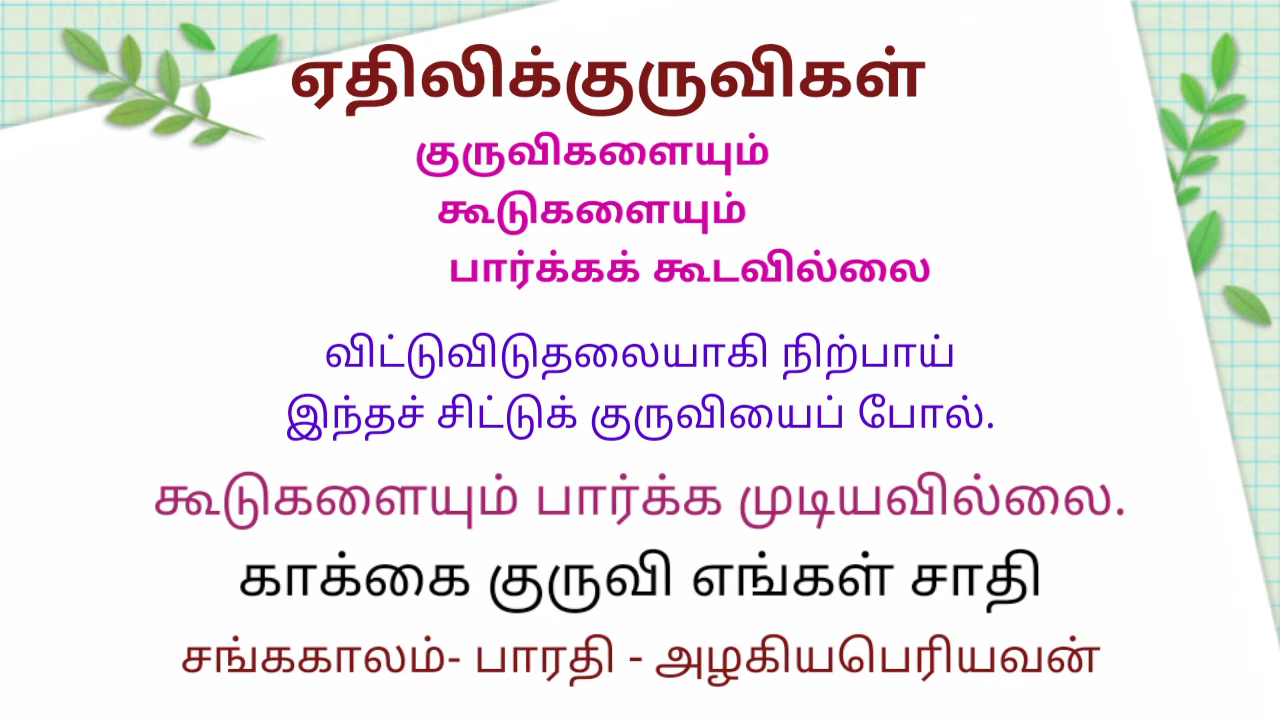 ஏதிலிக்குருவிகள்
குருவிகளையும்
கூடுகளையும்
பார்க்கக் கூடவில்லை
விட்டுவிடுதலையாகி நிற்பாய்
இந்தச் சிட்டுக் குருவியைப் போல்.
கூடுகளையும் பார்க்க முடியவில்லை.
காக்கை குருவி எங்கள் சாதி
சங்ககாலம்- பாரதி - அழகியபெரியவன்